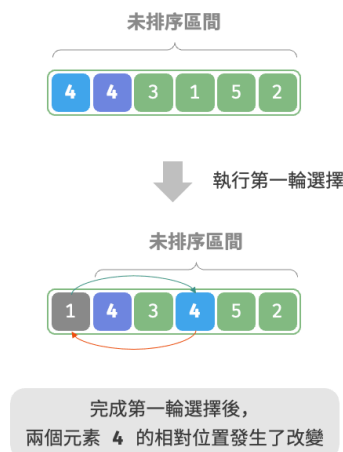 未排序區間
4 4 3 1 5 2
執行第一輪選擇
未排序區間
1 4 3 4 5 2
完成第一輪選擇後，
兩個元素 4 的相對位置發生了改變